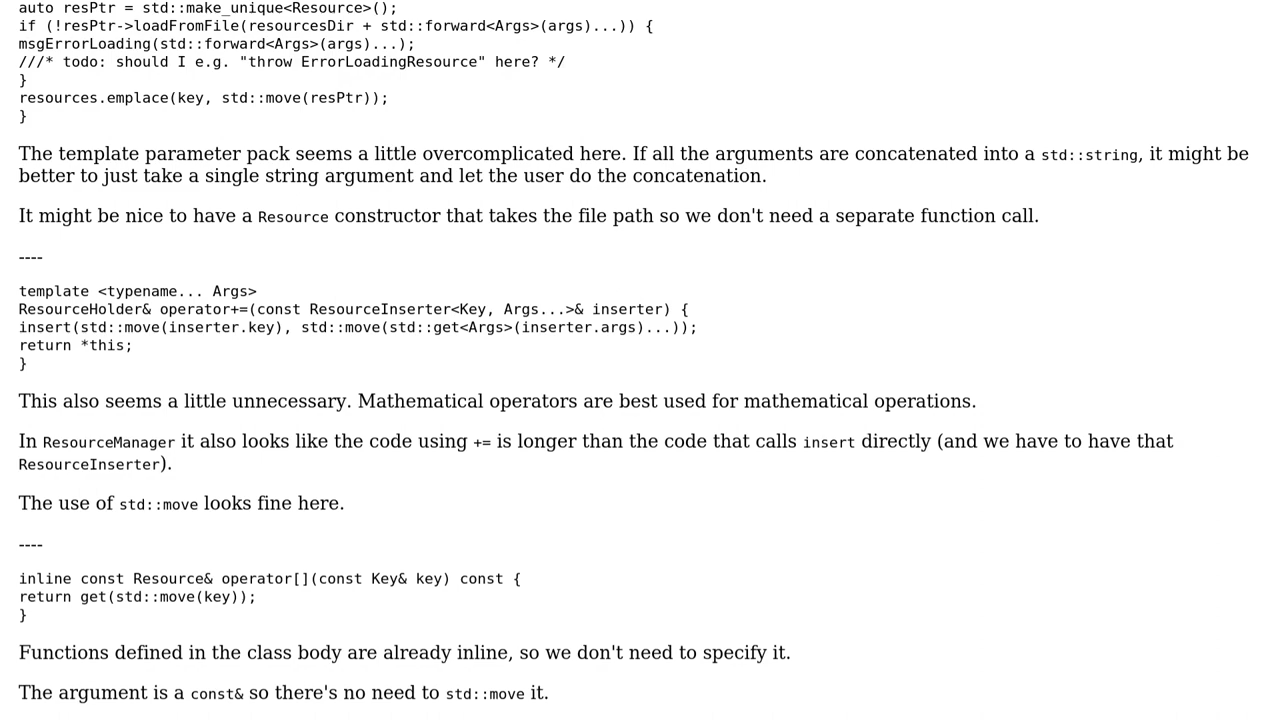 auto resPtr = std::make_unique<Resource>();
if (!resPtr->loadFromFile(resourcesDir + std::forward<Args>(args)...)) {
msgErrorLoading(std::forward<Args>(args)...);
///* todo: should I e.g. "throw ErrorLoadingResource" here? */
}
resources.emplace(key, std::move(resPtr));
}
The template parameter pack seems a little overcomplicated here. If all the arguments are concatenated into a std::string, it might be
better to just take a single string argument and let the user do the concatenation.
It might be nice to have a Resource constructor that takes the file path so we don't need a separate function call.
----
template <typename... Args>
ResourceHolder& operator+=(const ResourceInserter<Key, Args...>& inserter) {
insert(std::move(inserter.key), std::move(std::get<Args>(inserter.args)...));
return *this;
}
This also seems a little unnecessary. Mathematical operators are best used for mathematical operations.
In ResourceManager it also looks like the code using += is longer than the code that calls insert directly (and we have to have that
ResourceInserter).
The use of std::move looks fine here.
----
inline const Resource& operator[](const Key& key) const {
return get(std::move(key));
}
Functions defined in the class body are already inline, so we don't need to specify it.
The argument is a const& so there's no need to std::move it.